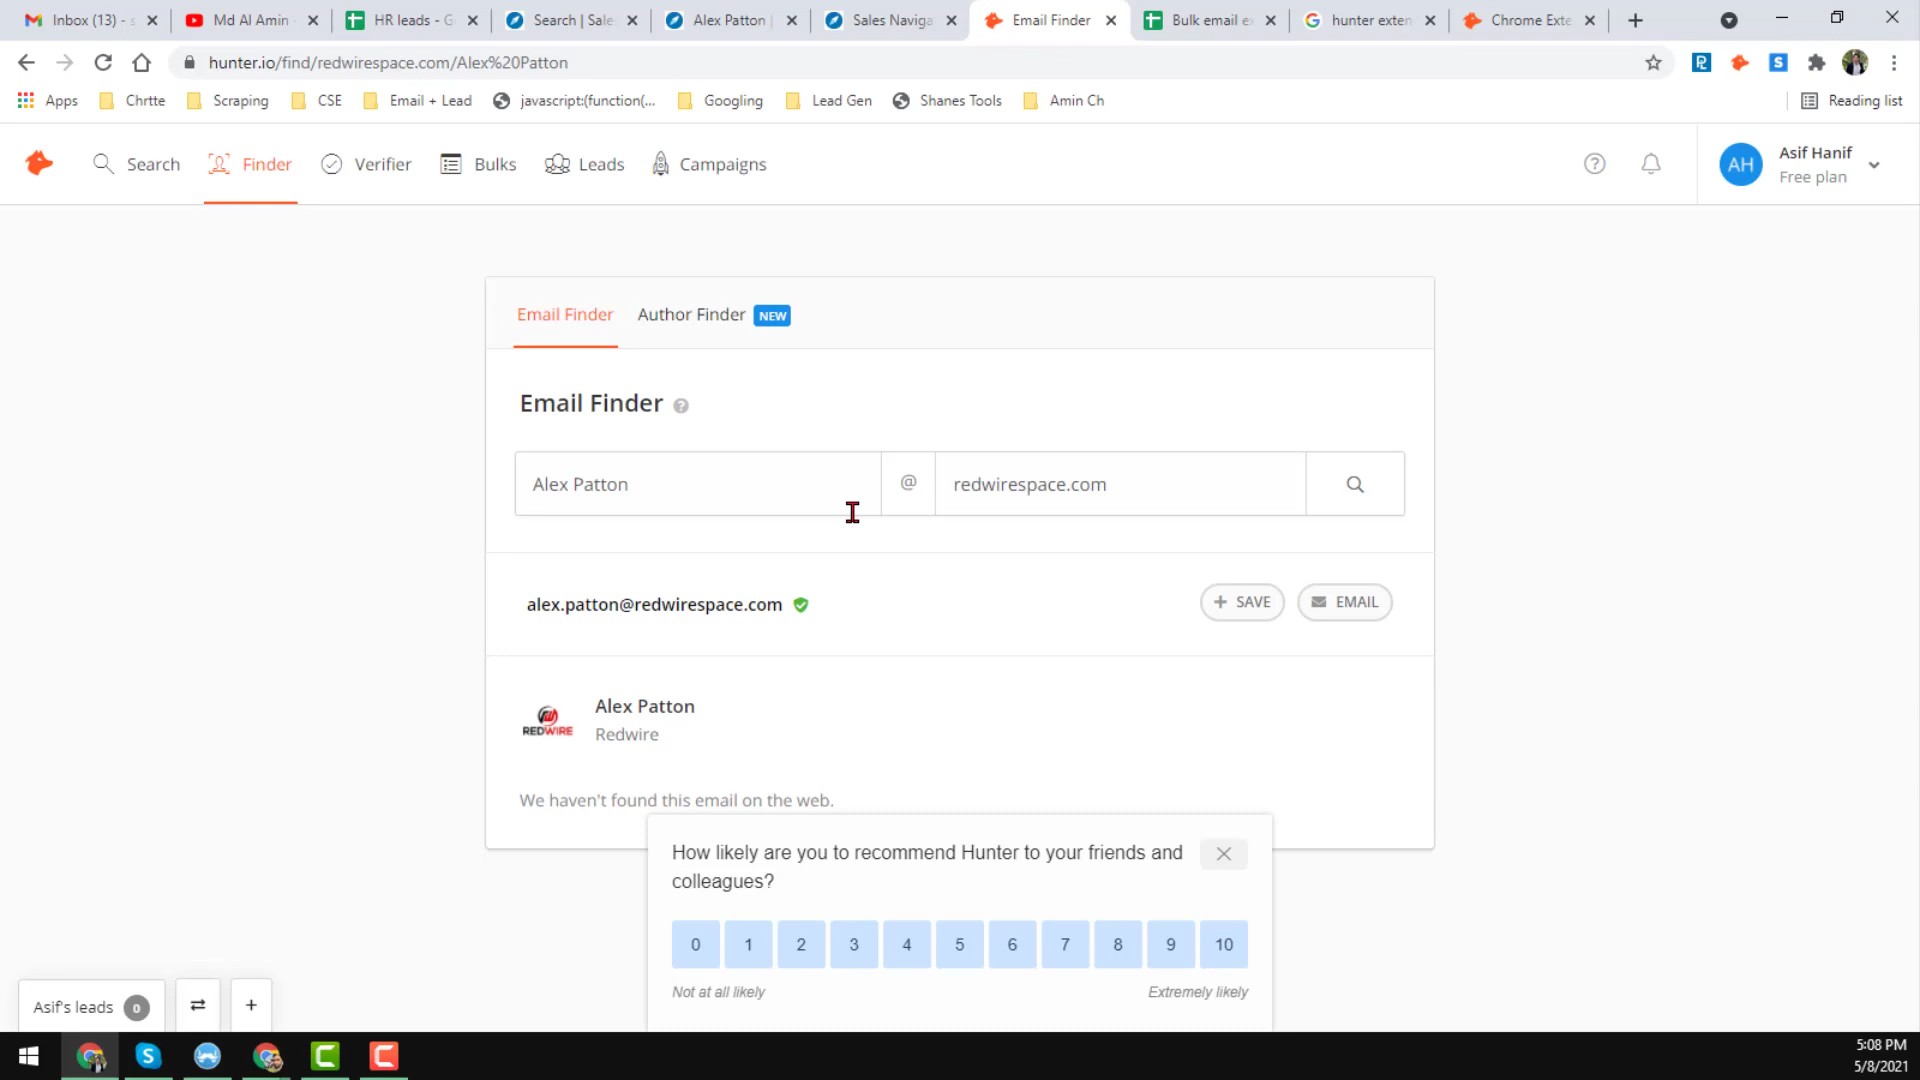 Inbox (13) - s
Md Al Amin
HR leads - G
Search | Sale
Alex Patton |
Sales Naviga
Email Finder
Bulk email e
hunter exten
Chrome Exte
hunter.io/find/redwirespace.com/Alex%20Patton
Apps
Chrtte
Scraping
CSE
Email + Lead
javascript:(function(...
Googling
Lead Gen
Shanes Tools
Amin Ch
Reading list
Search
Finder
Verifier
Bulks
Leads
Campaigns
AH
Asif Hanif
Free plan
Email Finder
Author Finder NEW
Email Finder
Alex Patton
@
redwirespace.com
alex.patton@redwirespace.com
+ SAVE
EMAIL
REDWIRE
Alex Patton
Redwire
We haven't found this email on the web.
How likely are you to recommend Hunter to your friends and
colleagues?
0 1 2 3 4 5 6 7 8 9 10
Not at all likely
Extremely likely
Asif's leads 0
5:08 PM
5/8/2021